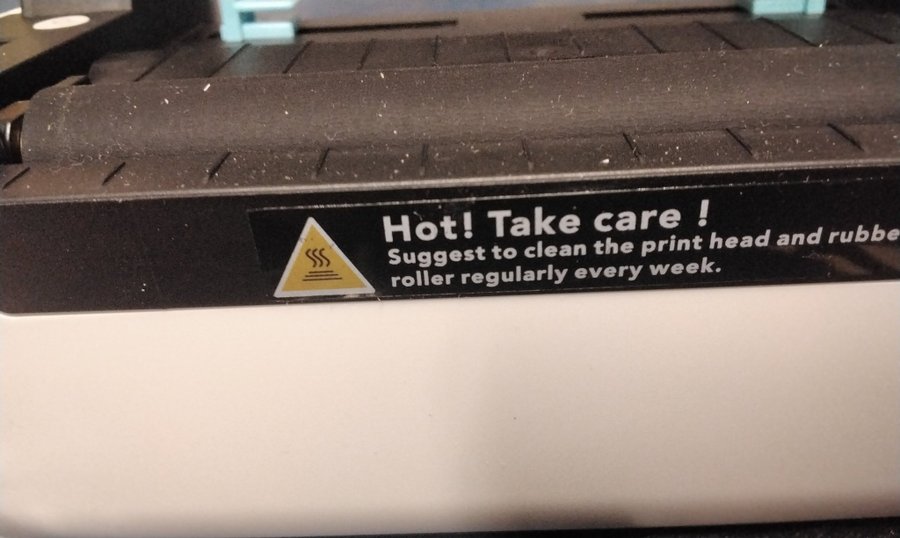 Hot! Take care !
Suggest to clean the print head and rubbe
roller regularly every week.